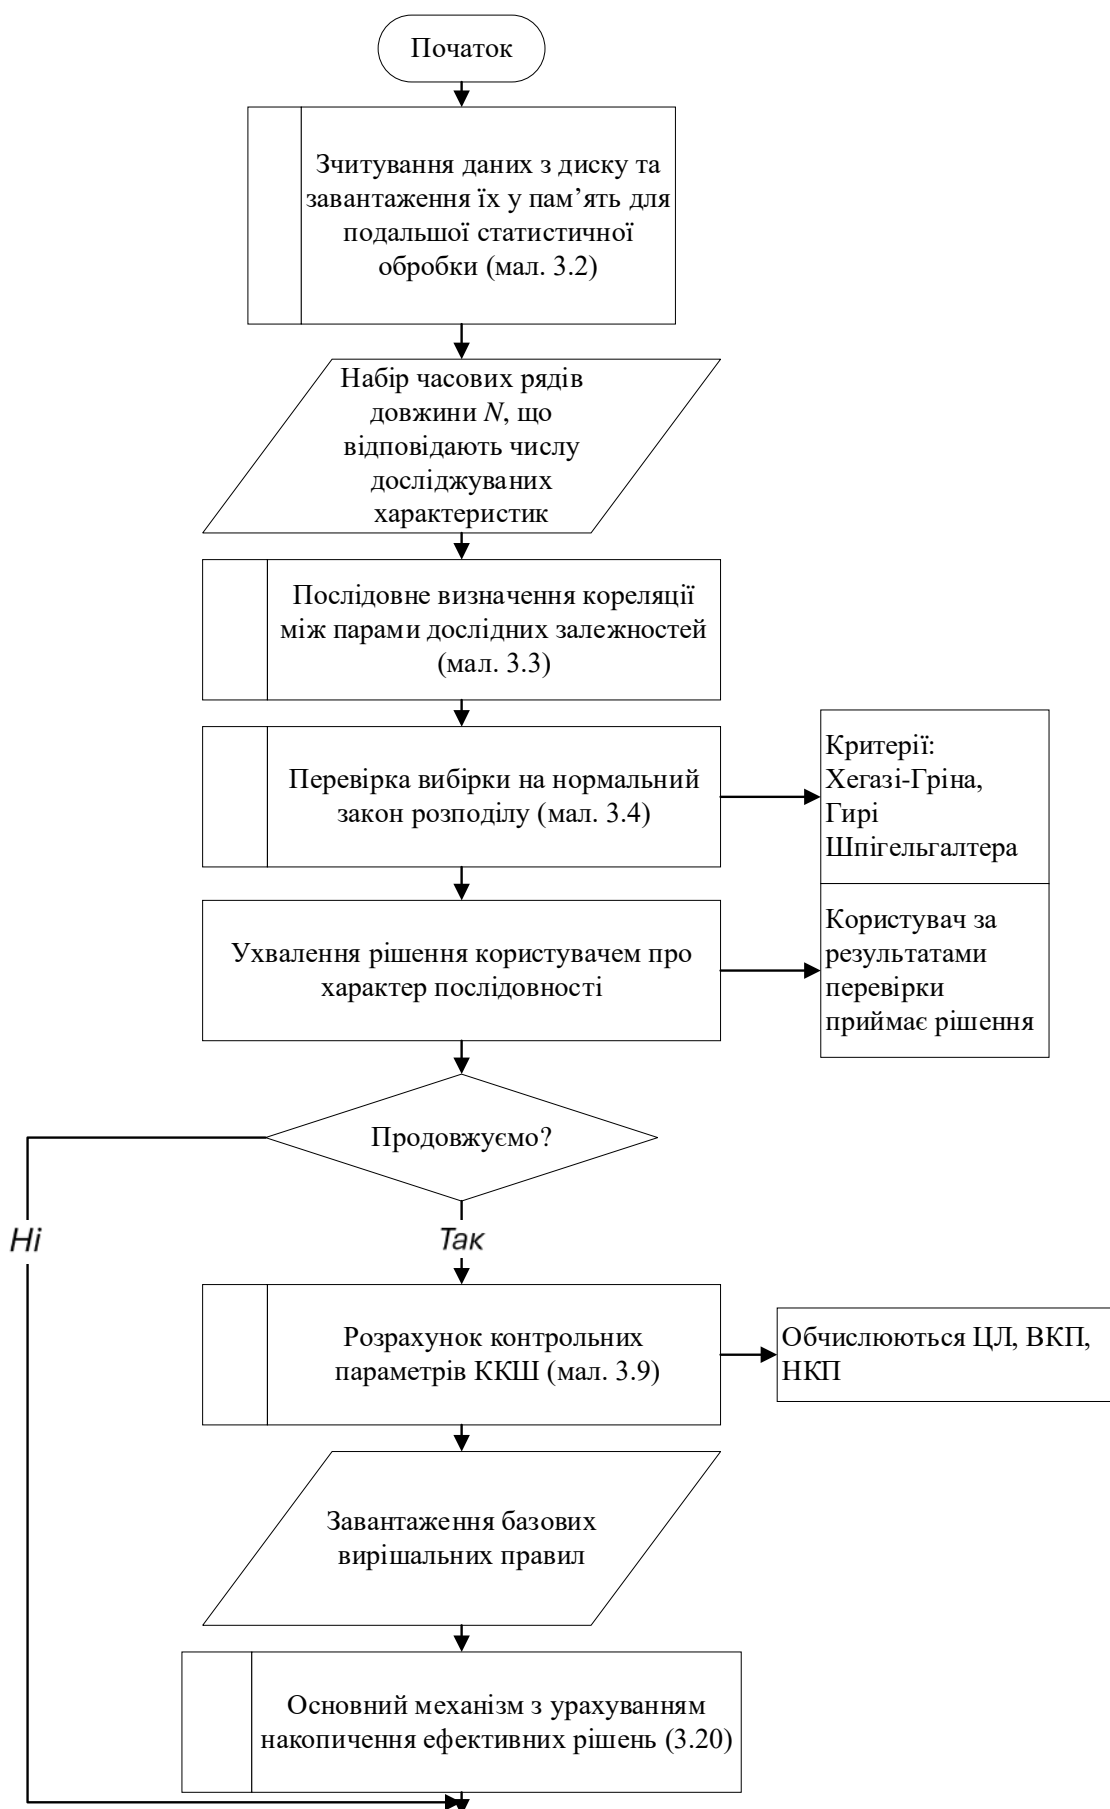 Початок
Зчитування даних з диску та
завантаження їх у пам’ять для
подальшої статистичної
обробки (мал. 3.2)
Набір часових рядів
довжини N, що
відповідають числу
досліджуваних
характеристик
Послідовне визначення кореляції
між парами дослідних залежностей
(мал. 3.3)
Перевірка вибірки на нормальний
закон розподілу (мал. 3.4)
Критерії:
Хегазі-Гріна,
Гирі
Шпігельгалтера
Ухвалення рішення користувачем про
характер послідовності
Користувач за
результатами
перевірки
приймає рішення
Продовжуємо?
Ні
Так
Розрахунок контрольних
параметрів ККШ (мал. 3.9)
Обчислюються ЦЛ, ВКП,
НКП
Завантаження базових
вирішальних правил
Основний механізм з урахуванням
накопичення ефективних рішень (3.20)